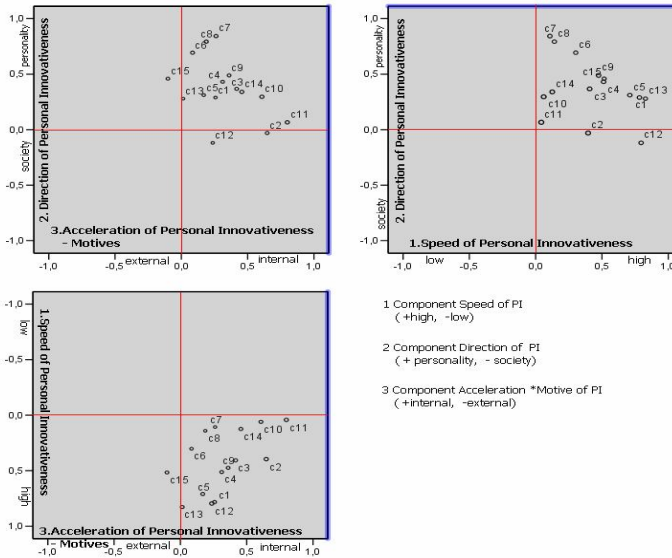 1,0
0,5
0,0
-0,5
-1,0
personality
society
2. Direction of Personal Innovativeness
c7
c8
c6
c15
c9
c4
c3
c14
c10
c5
c13
c1
c11
c2
c12
3.Acceleration of Personal Innovativeness
- Motives
external
internal
-1,0
-0,5
0,0
0,5
1,0
1,0
0,5
0,0
-0,5
-1,0
personality
society
2. Direction of Personal Innovativeness
c7
c8
c6
c9
c15
c14
c4
c5
c13
c10
c3
c1
c11
c2
c12
1.Speed of Personal Innovativeness
low
high
-1,0
-0,5
0,0
0,5
1,0
-1,0
-0,5
0,0
0,5
1,0
low
high
1.Speed of Personal Innovativeness
c7
c11
c10
c8
c14
c6
c9
c3
c2
c15
c5
c1
c12
c13
3.Acceleration of Personal Innovativeness
- Motives
external
internal
-1,0
-0,5
0,0
0,5
1,0
1 Component Speed of PI
(+high, -low)
2 Component Direction of PI
(+ personality, - society)
3 Component Acceleration *Motive of PI
(+internal, -external)